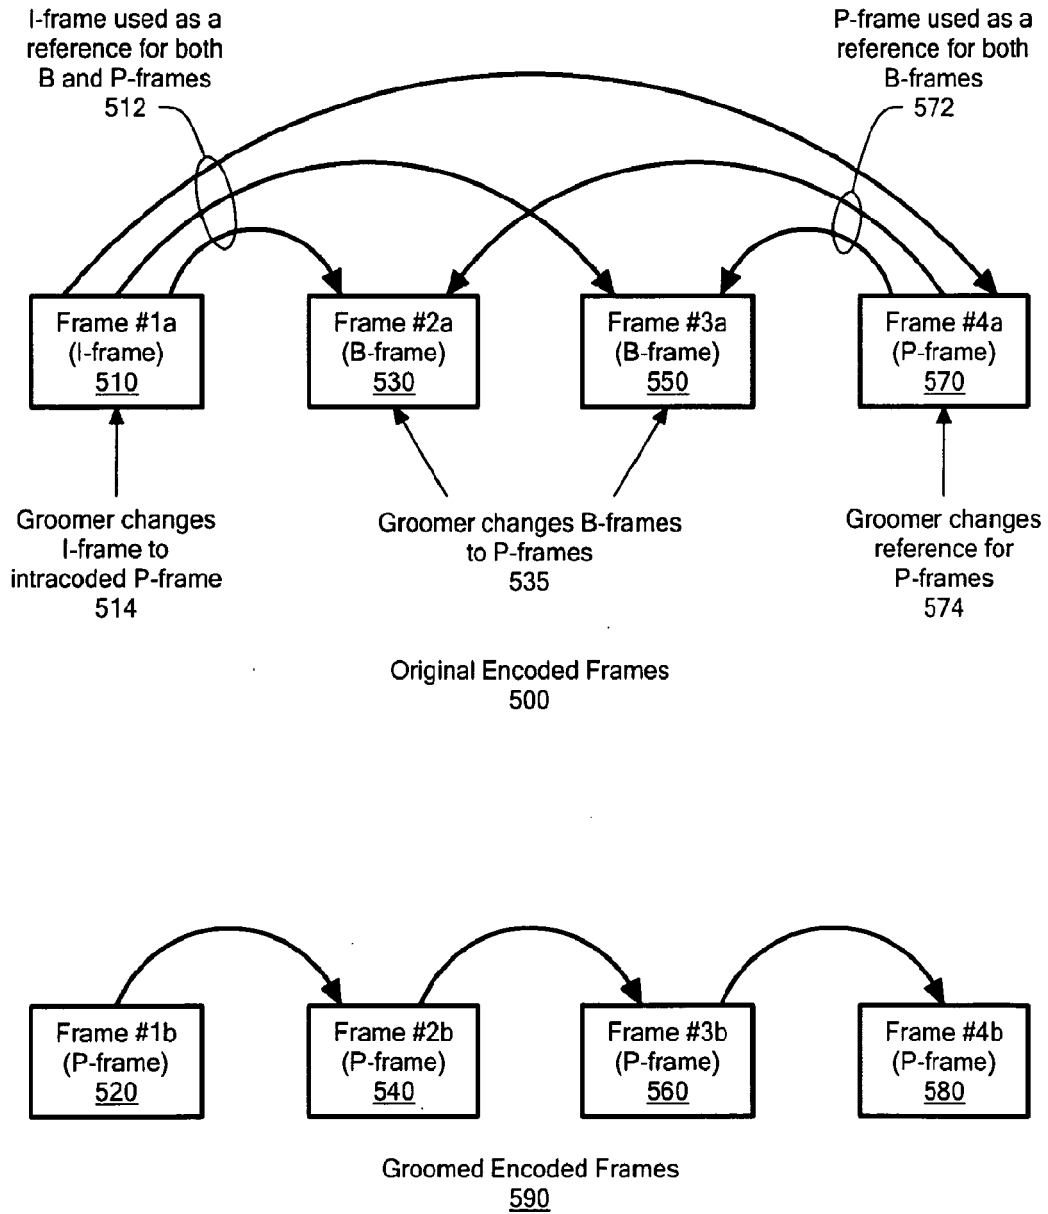 I-frame used as a
reference for both
B and P-frames
512
P-frame used as a
reference for both
B-frames
572
Frame #1a
(I-frame)
510
Frame #2a
(B-frame)
530
Frame #3a
(B-frame)
550
Frame #4a
(P-frame)
570
Groomer changes
I-frame to
intracoded P-frame
514
Groomer changes B-frames
to P-frames
535
Groomer changes
reference for
P-frames
574
Original Encoded Frames
500
Frame #1b
(P-frame)
520
Frame #2b
(P-frame)
540
Frame #3b
(P-frame)
560
Frame #4b
(P-frame)
580
Groomed Encoded Frames
590